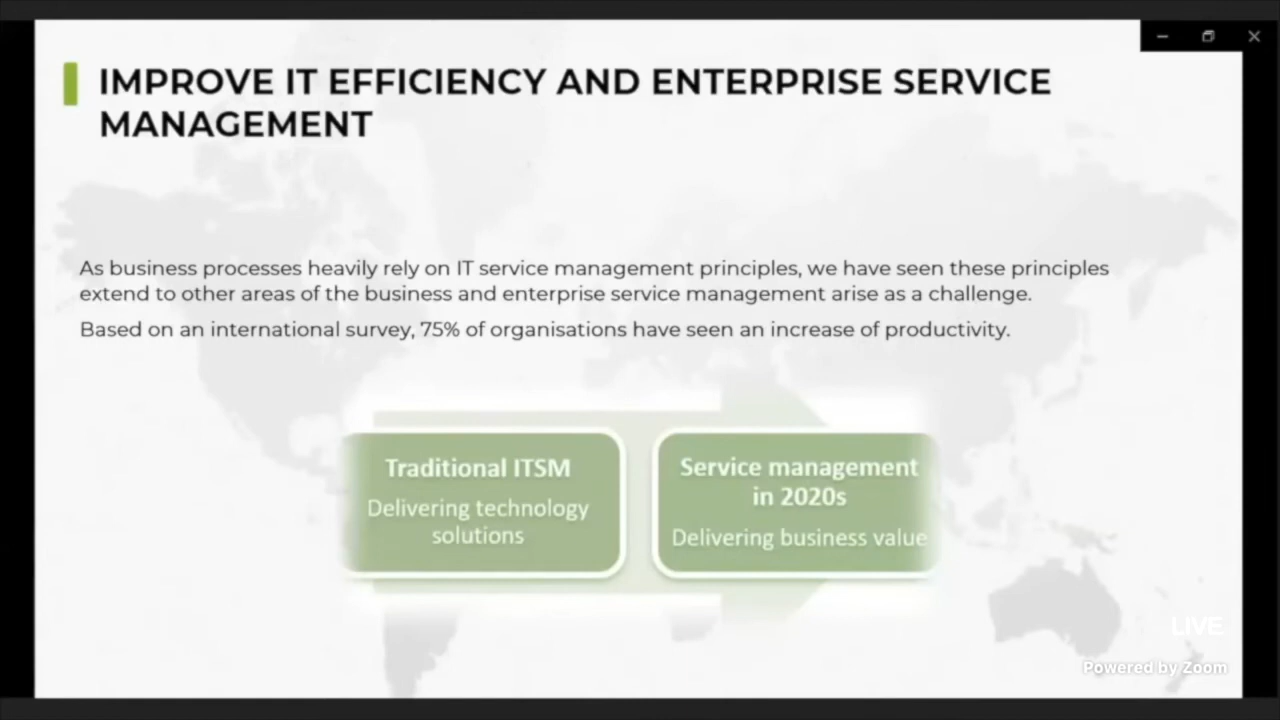 IMPROVE IT EFFICIENCY AND ENTERPRISE SERVICE
MANAGEMENT
As business processes heavily rely on IT service management principles, we have seen these principles
extend to other areas of the business and enterprise service management arise as a challenge.
Based on an international survey, 75% of organisations have seen an increase of productivity.
Traditional ITSM
Delivering technology
solutions
Service management
in 2020s
Delivering business value
LIVE
Powered by Zoom